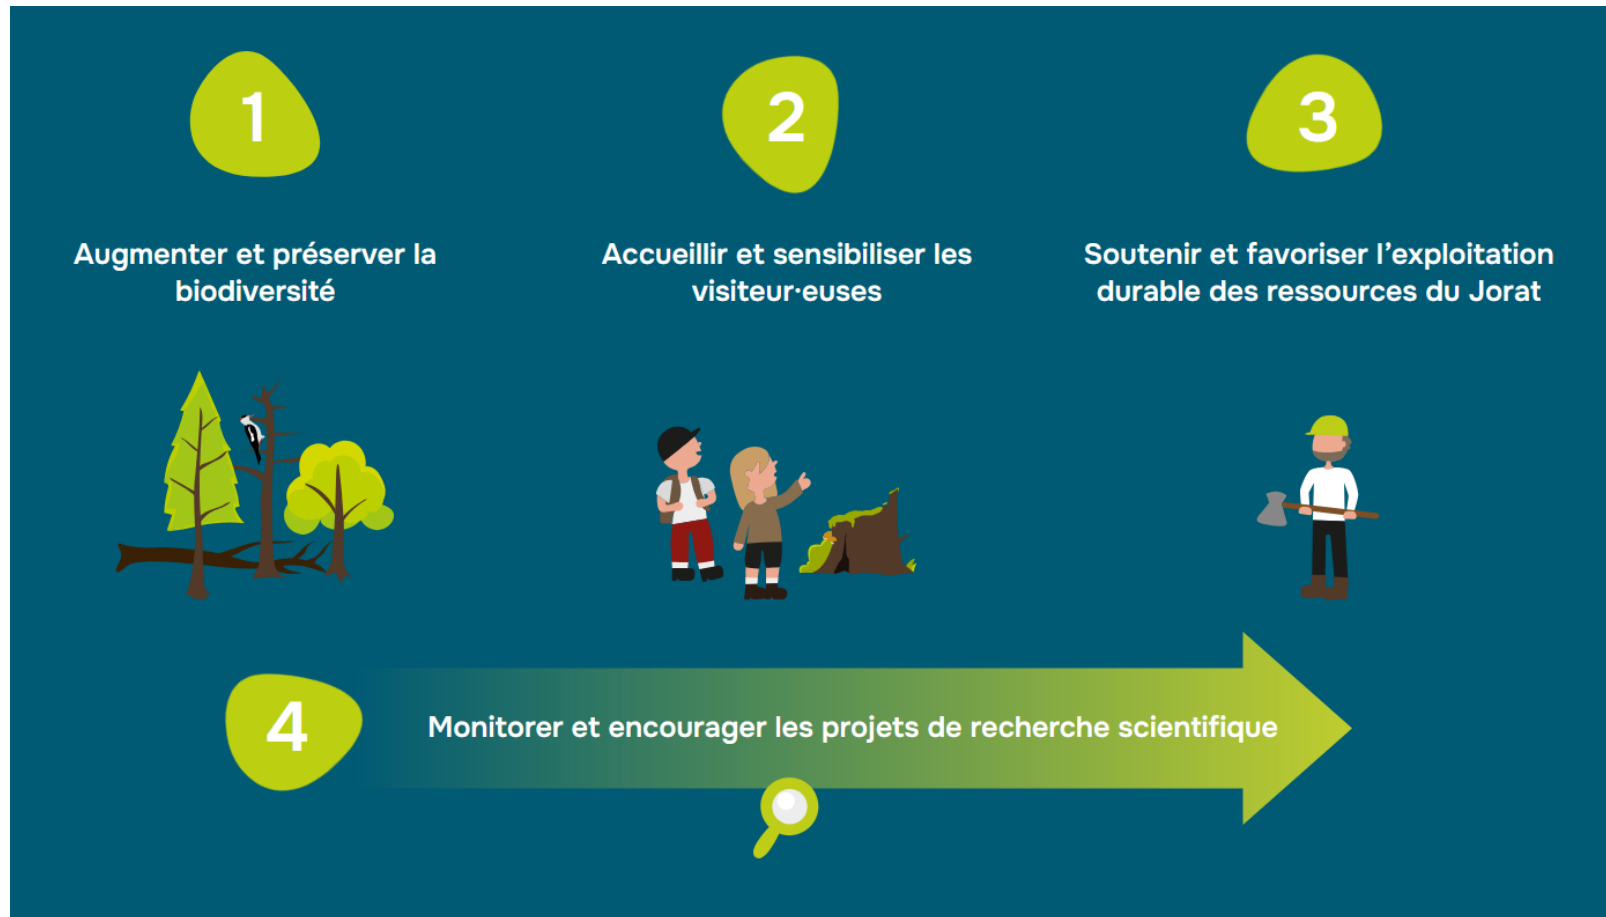 1
Augmenter et préserver la
biodiversité
2
Accueillir et sensibiliser les
visiteur·euses
3
Soutenir et favoriser l’exploitation
durable des ressources du Jorat
4
Monitorer et encourager les projets de recherche scientifique